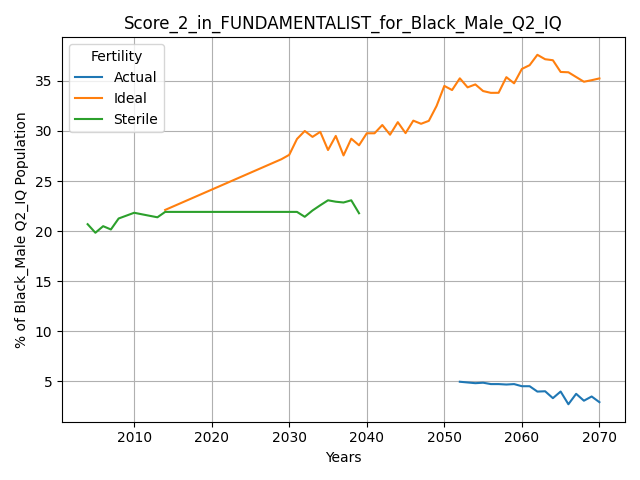 Score_2_in_FUNDAMENTALIST_for_Black_Male_Q2_IQ
Fertility
Actual
Ideal
Sterile
% of Black_Male Q2_IQ Population
35
30
25
20
15
10
5
2010 2020 2030 2040 2050 2060 2070
Years